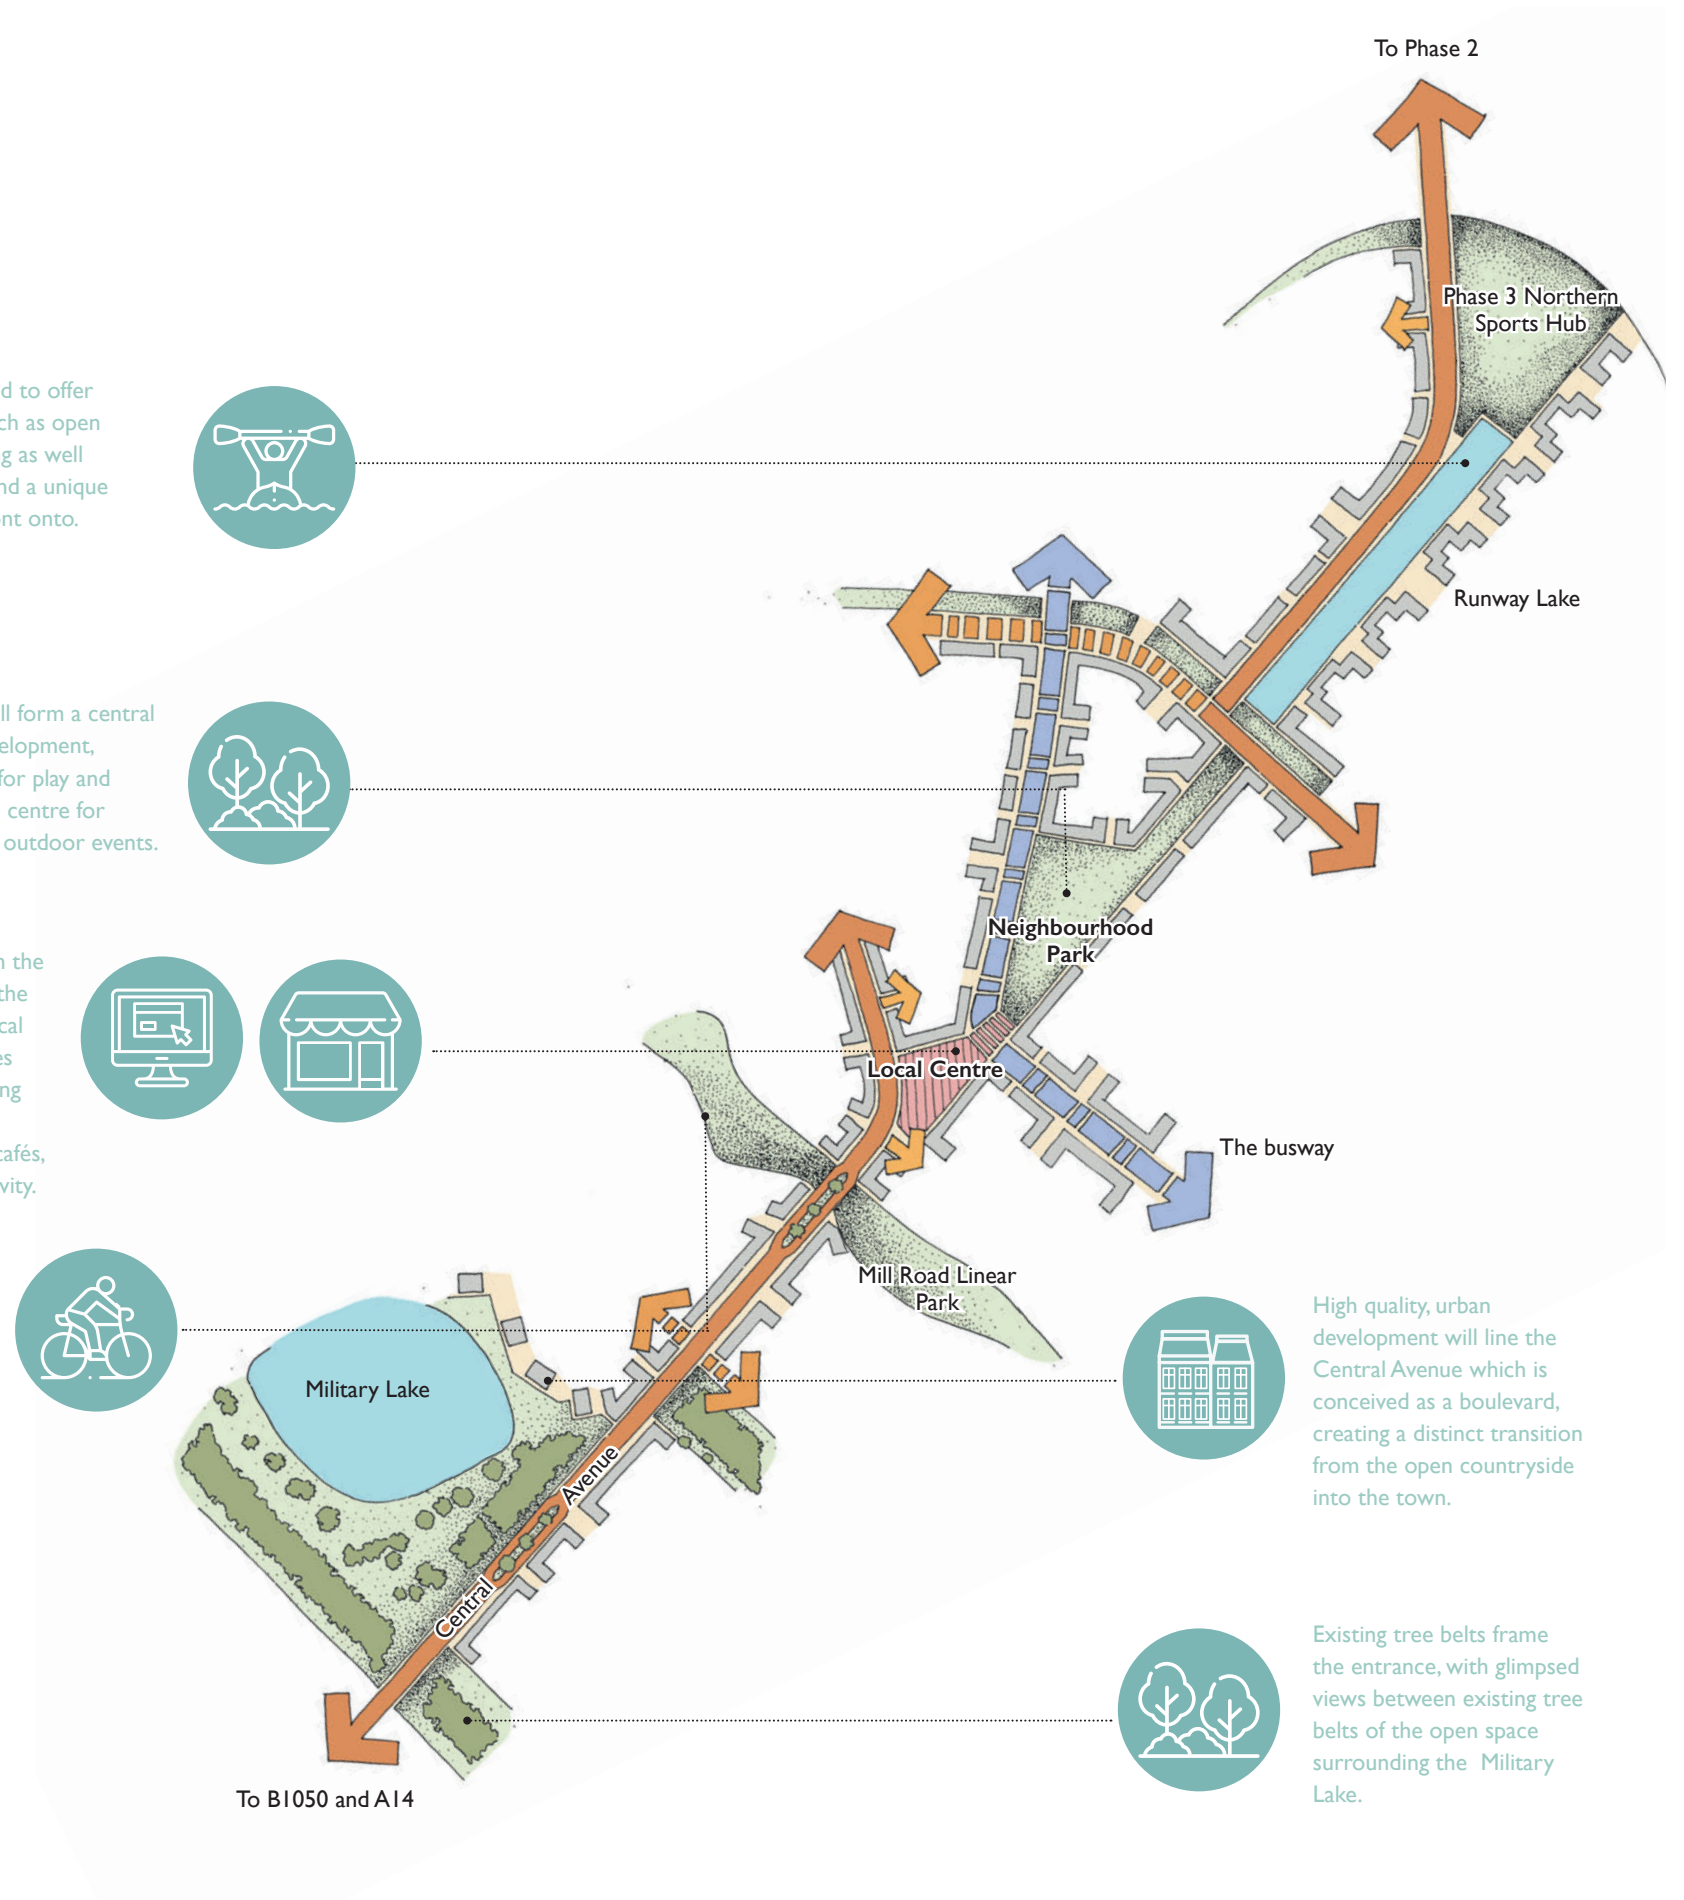 To Phase 2
Phase 3 Northern
Sports Hub
d to offer
ch as open
g as well
nd a unique
nt onto.
Runway Lake
ll form a central
elopment,
for play and
centre for
outdoor events.
Neighbourhood
Park
n the
the
cal
es
ng
cafés,
vity.
Local Centre
The busway
Mill Road Linear
Park
Military Lake
High quality, urban
development will line the
Central Avenue which is
conceived as a boulevard,
creating a distinct transition
from the open countryside
into the town.
Central Avenue
Existing tree belts frame
the entrance, with glimpsed
views between existing tree
belts of the open space
surrounding the Military
Lake.
To B1050 and A14